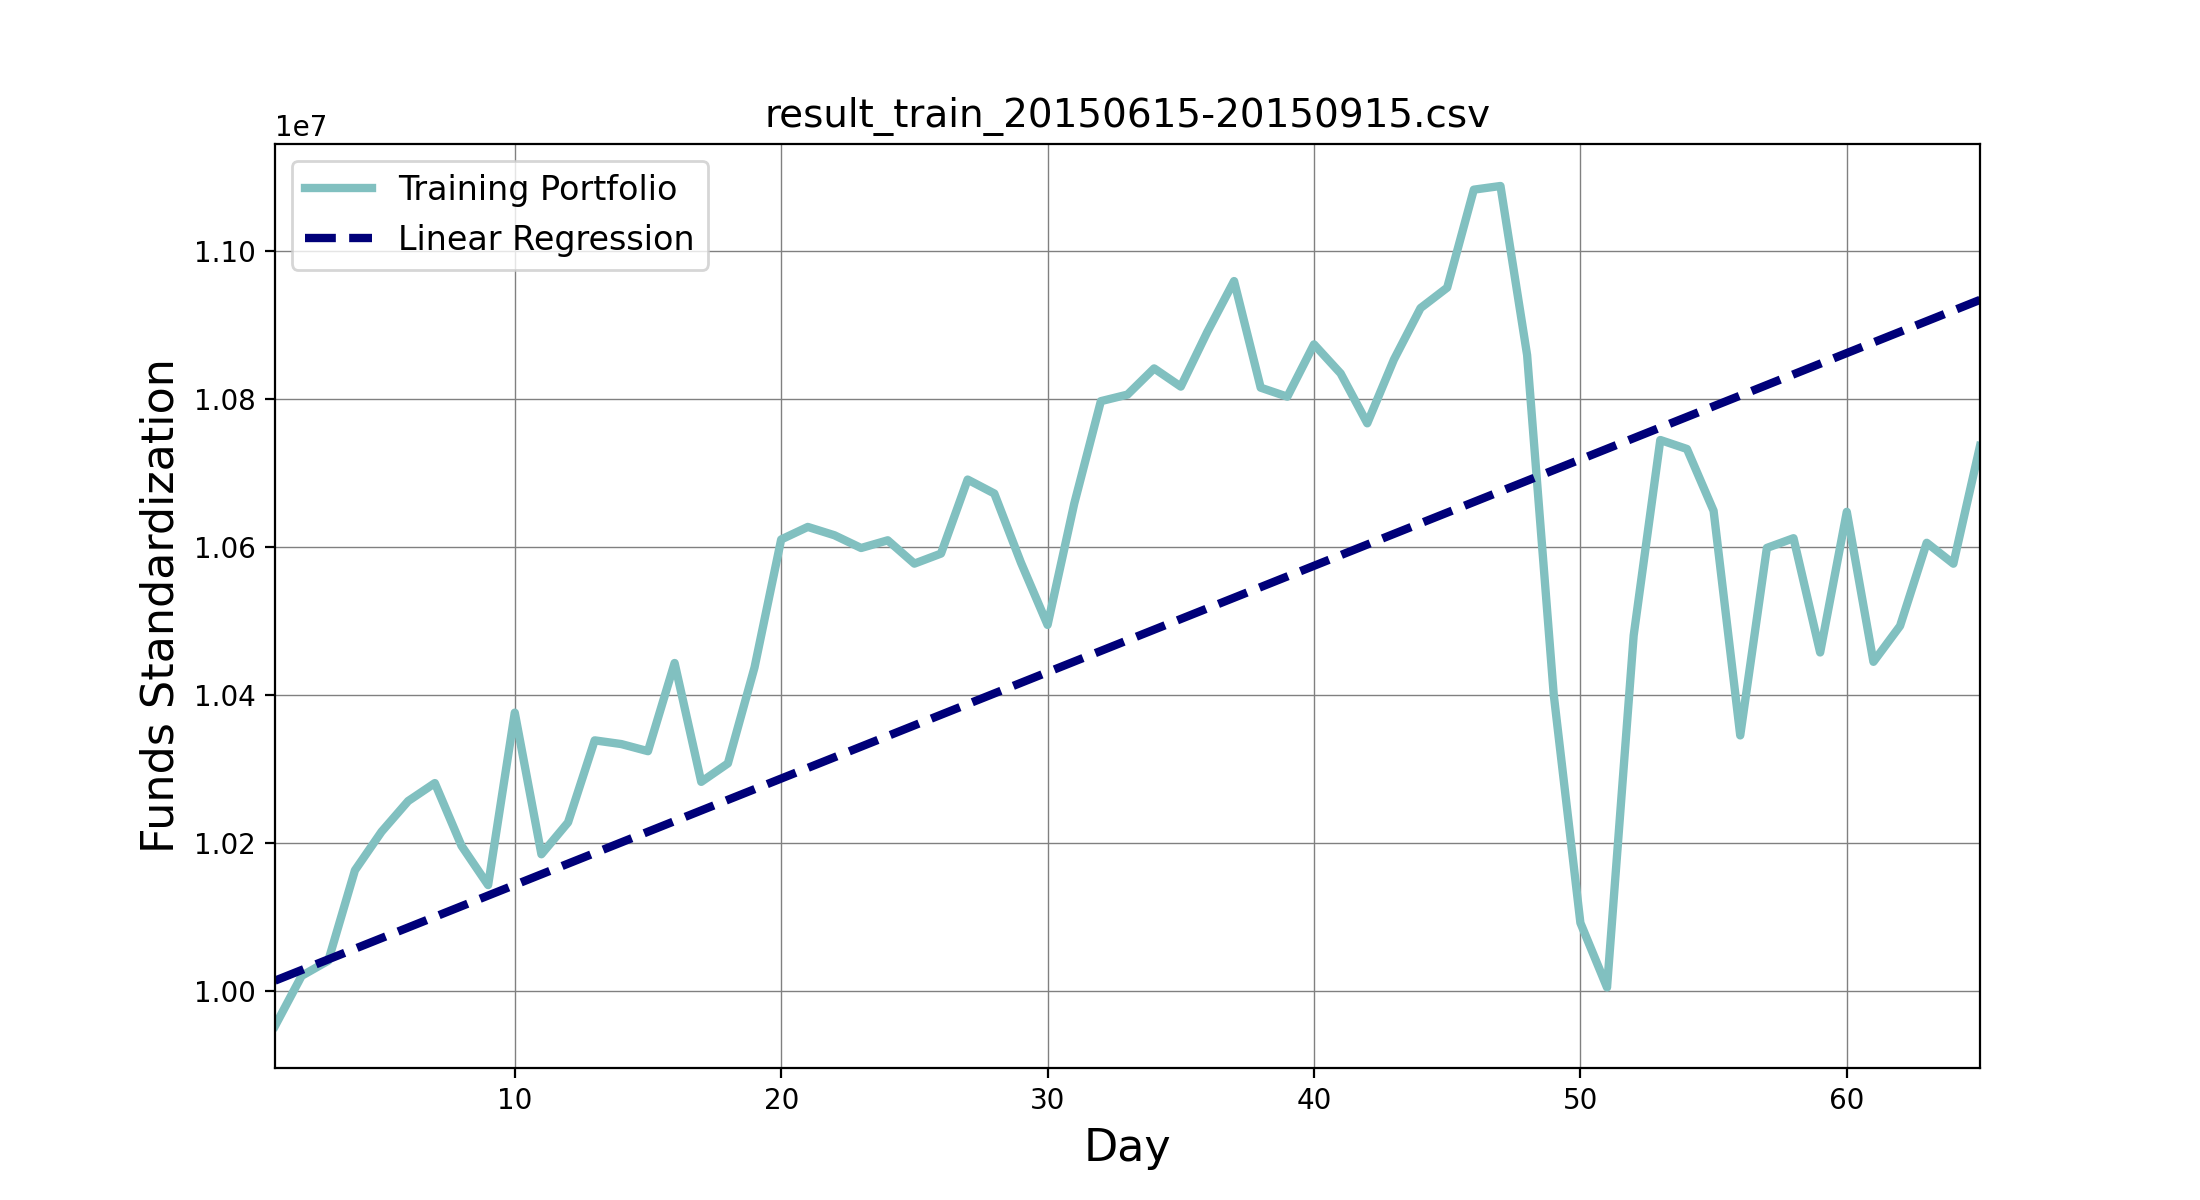 result_train_20150615-20150915.csv
1e7
Training Portfolio
Linear Regression
1.10
1.08
1.06
1.04
1.02
1.00
Funds Standardization
10 20 30 40 50 60
Day